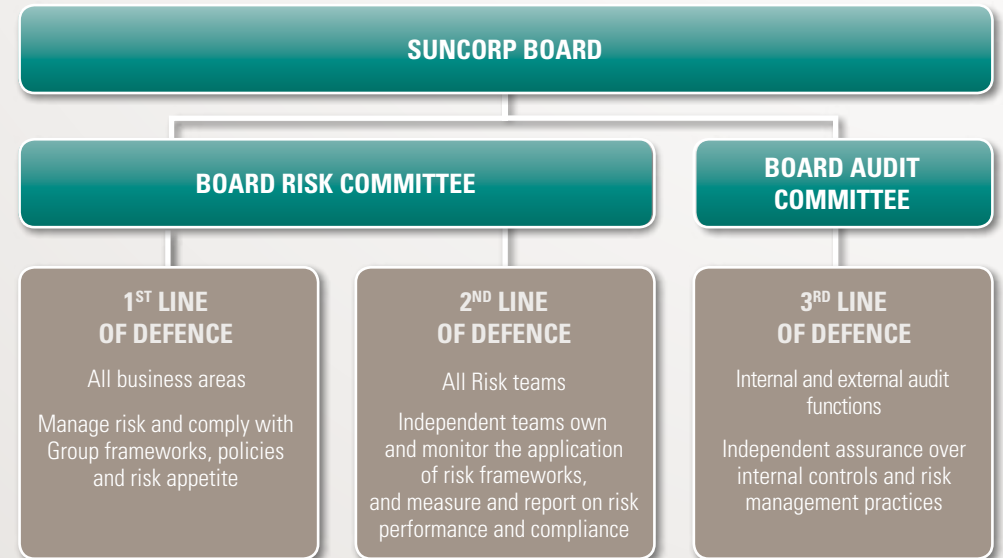 SUNCORP BOARD
BOARD RISK COMMITTEE
BOARD AUDIT
COMMITTEE
1ST LINE
OF DEFENCE
All business areas
Manage risk and comply with
Group frameworks, policies
and risk appetite
2ND LINE
OF DEFENCE
All Risk teams
Independent teams own
and monitor the application
of risk frameworks,
and measure and report on risk
performance and compliance
3RD LINE
OF DEFENCE
Internal and external audit
functions
Independent assurance over
internal controls and risk
management practices